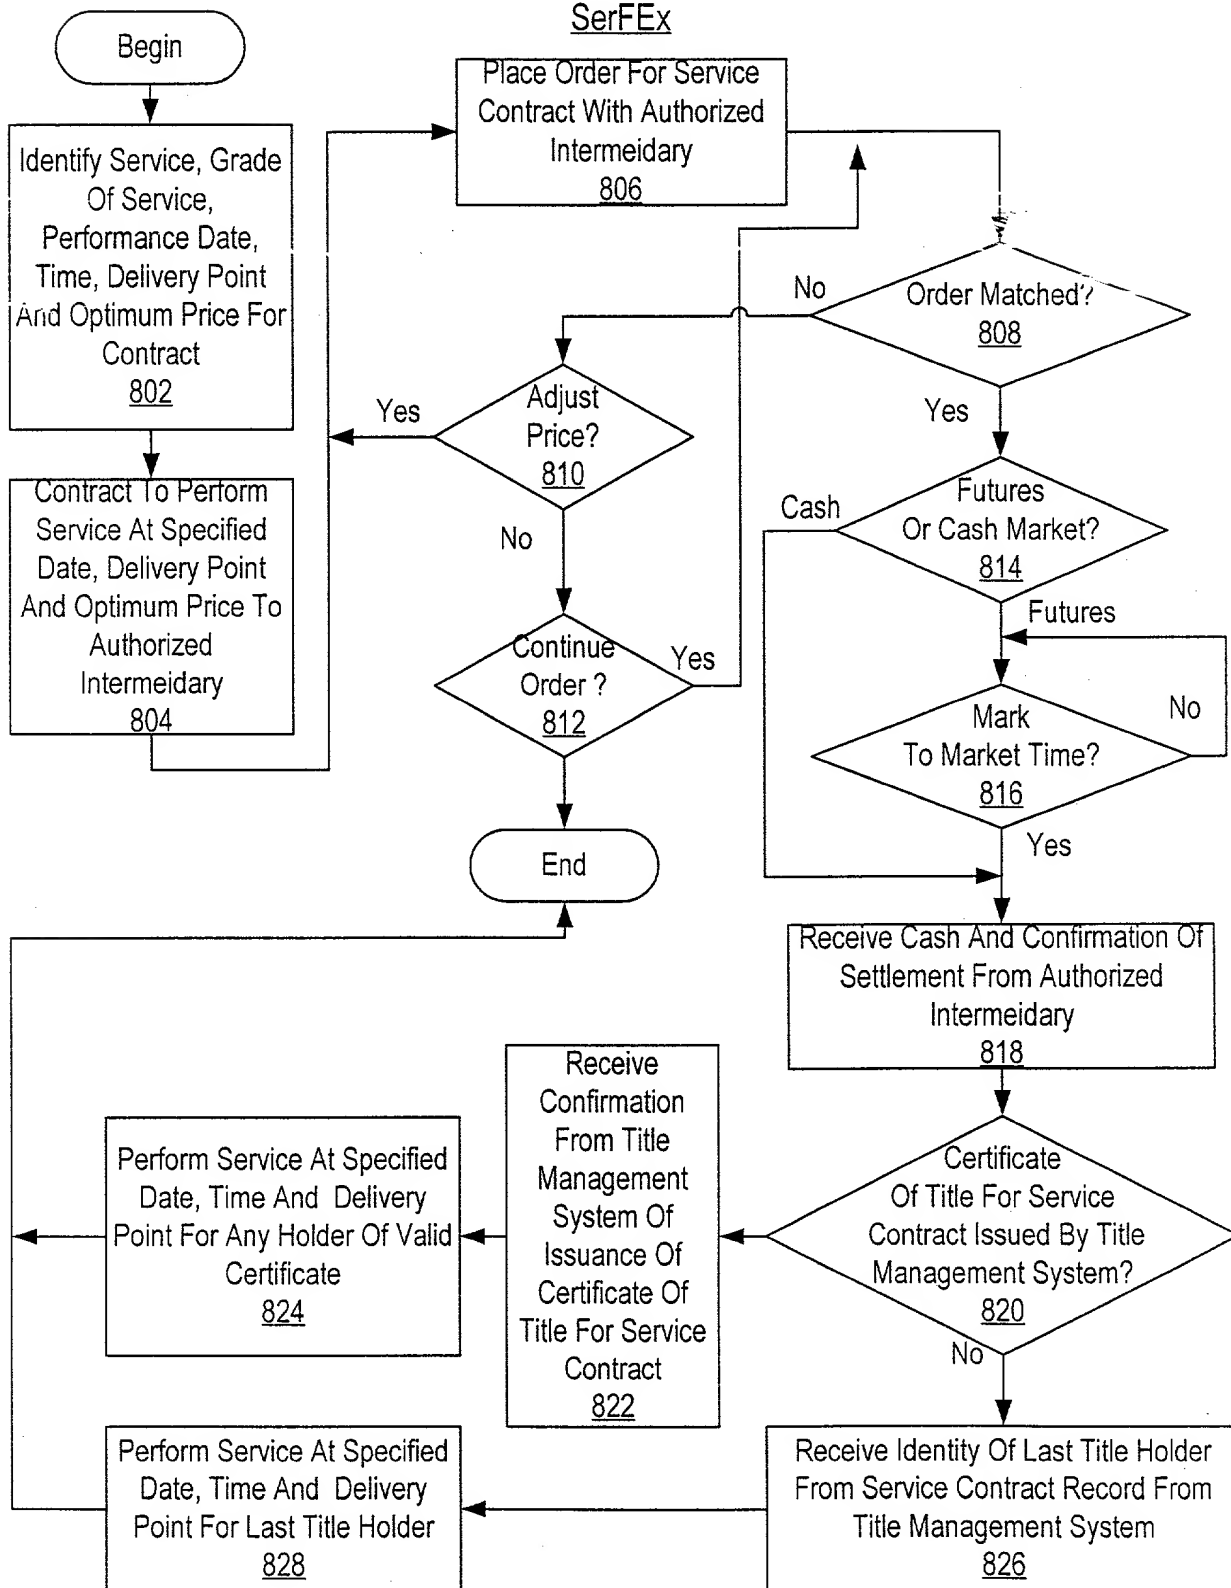 SerFEx
Begin
Identify Service, Grade
Of Service,
Performance Date,
Time, Delivery Point
And Optimum Price For
Contract
802
Contract To Perform
Service At Specified
Date, Delivery Point
And Optimum Price To
Authorized
Intermeidary
804
Place Order For Service
Contract With Authorized
Intermeidary
806
Order Matched?
808
No
Yes
Adjust
Price?
810
Yes
No
Continue
Order ?
812
Yes
End
Futures
Or Cash Market?
814
Cash
Futures
Mark
To Market Time?
816
No
Yes
Receive Cash And Confirmation Of
Settlement From Authorized
Intermeidary
818
Certificate
Of Title For Service
Contract Issued By Title
Management System?
820
No
Receive
Confirmation
From Title
Management
System Of
Issuance Of
Certificate Of
Title For Service
Contract
822
Perform Service At Specified
Date, Time And Delivery
Point For Any Holder Of Valid
Certificate
824
Receive Identity Of Last Title Holder
From Service Contract Record From
Title Management System
826
Perform Service At Specified
Date, Time And Delivery
Point For Last Title Holder
828